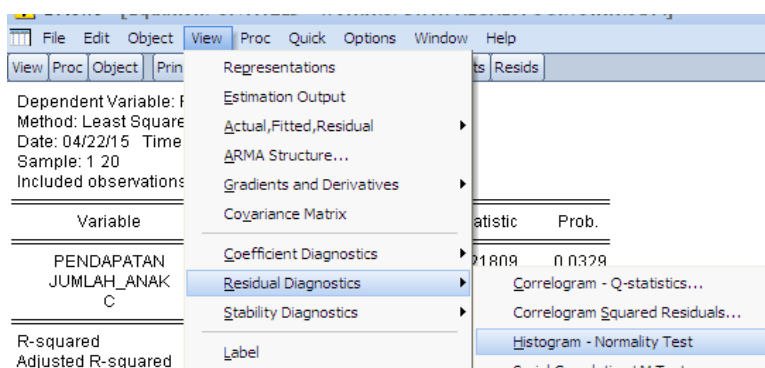 File Edit Object View Proc Quick Options Window Help
View Proc Object Prin ts Resids
Representations
Estimation Output
Actual,Fitted,Residual
ARMA Structure...
Gradients and Derivatives
Covariance Matrix
Coefficient Diagnostics
Residual Diagnostics
Stability Diagnostics
Label
Correlogram - Q-statistics...
Correlogram Squared Residuals...
Histogram - Normality Test
Dependent Variable: F
Method: Least Square
Date: 04/22/15 Time
Sample: 1 20
Included observations
Variable atistic Prob.
PENDAPATAN 21809 0.0329
JUMLAH_ANAK
C
R-squared
Adjusted R-squared